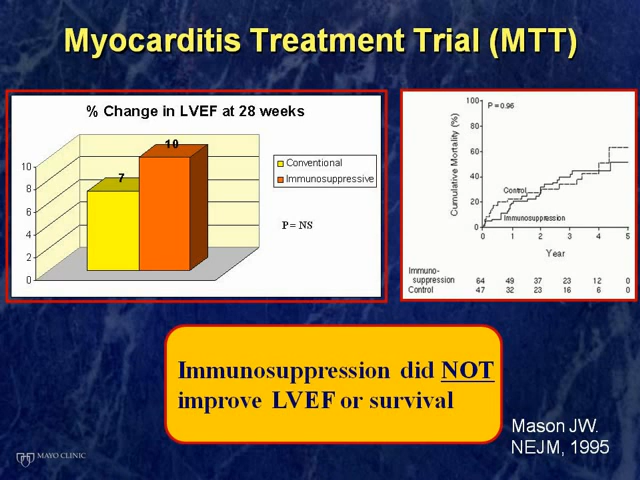 Myocarditis Treatment Trial (MTT)
% Change in LVEF at 28 weeks
10
7
10
8
6
4
2
0
Conventional
Immunosuppressive
P = NS
100
80
60
40
20
0
Cumulative Mortality (%)
P = 0.96
Control
Immunosuppression
0 1 2 3 4 5
Year
Immuno-
suppression 64 49 37 23 12 0
Control 47 32 23 16 6 0
Immunosuppression did NOT
improve LVEF or survival
Mason JW.
NEJM, 1995
MAYO CLINIC